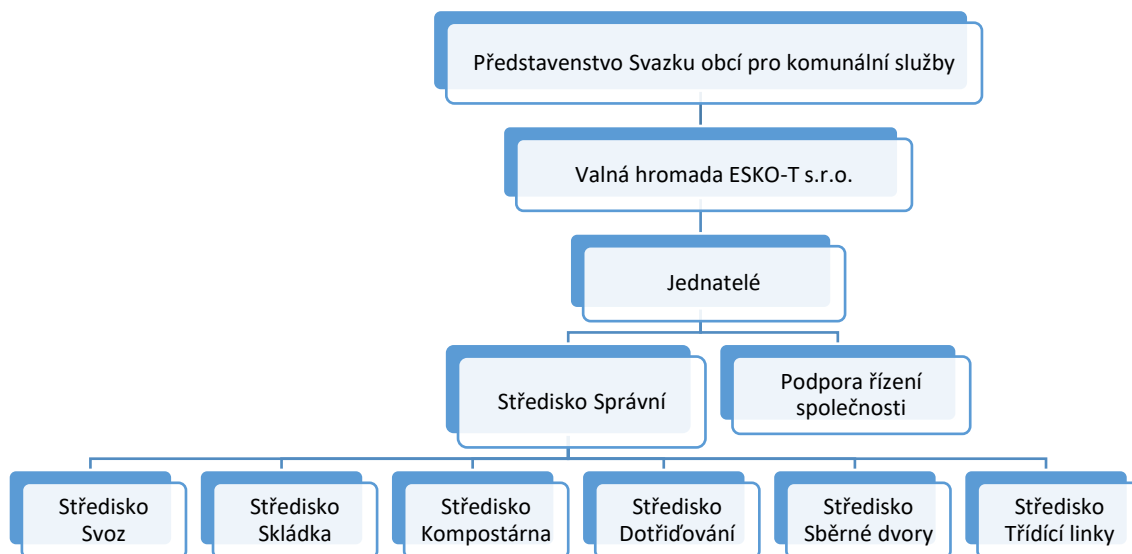 Představenstvo Svazku obcí pro komunální služby
Valná hromada ESKO-T s.r.o.
Jednatelé
Středisko Správní
Podpora řízení
společnosti
Středisko
Svoz
Středisko
Skládka
Středisko
Kompostárna
Středisko
Dotřiďování
Středisko
Sběrné dvory
Středisko
Třídící linky